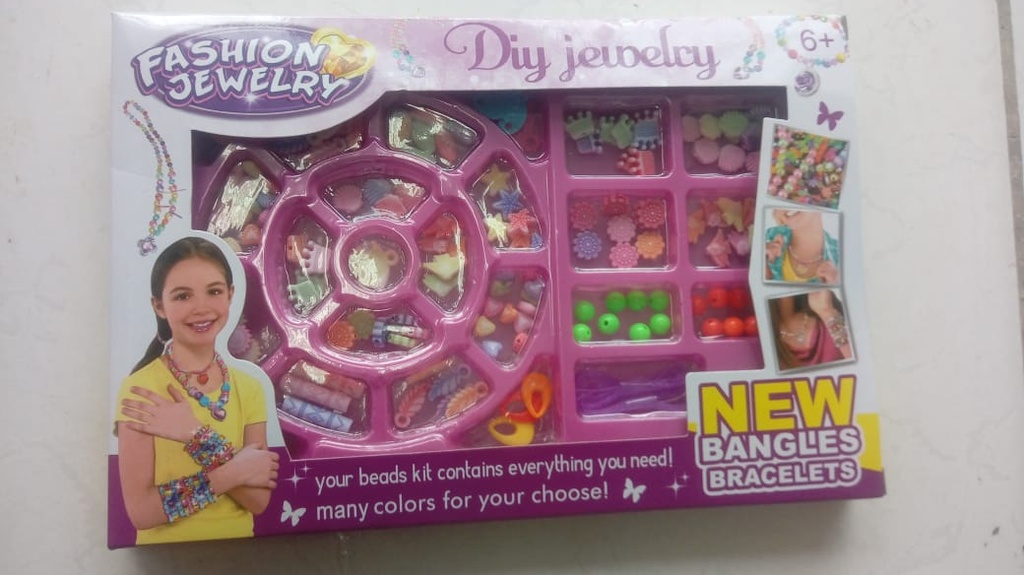 FASHION
JEWELRY
Diy jewelry
6+
NEW
BANGLES
BRACELETS
your beads kit contains everything you need!
many colors for your choose!